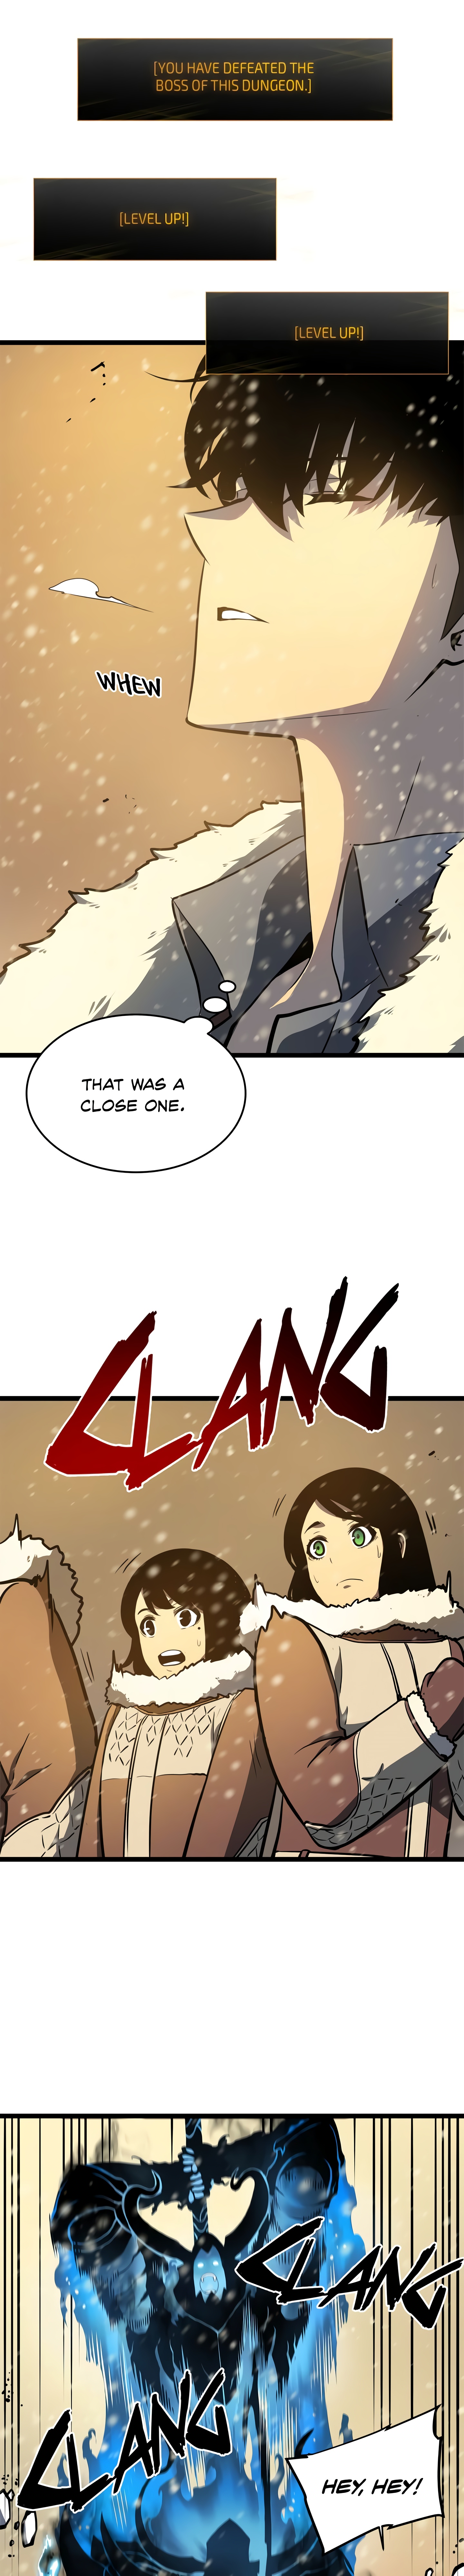 [YOU HAVE DEFEATED THE
BOSS OF THIS DUNGEON.]
[LEVEL UP!]
[LEVEL UP!]
WHEW
THAT WAS A
CLOSE ONE.
CLANG
CLANG
CLANG
HEY, HEY!